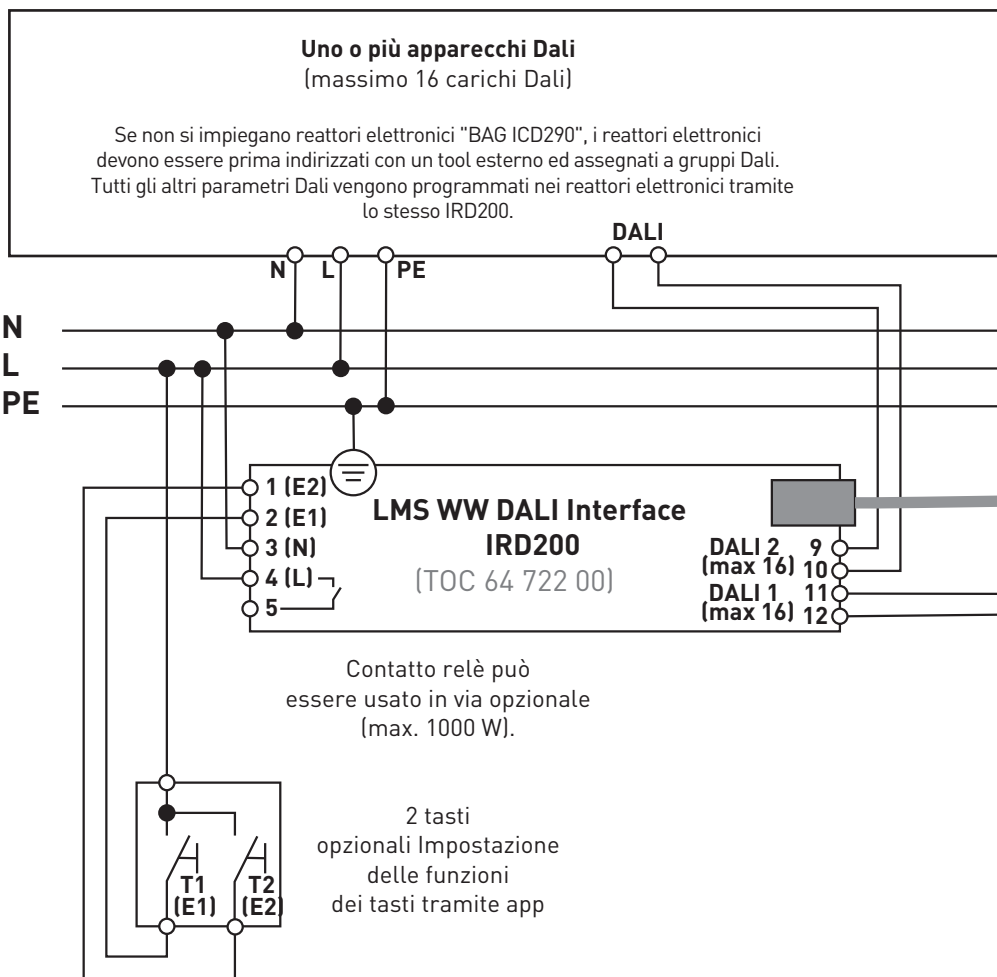 Uno o più apparecchi Dali
(massimo 16 carichi Dali)
Se non si impiegano reattori elettronici "BAG ICD290", i reattori elettronici
devono essere prima indirizzati con un tool esterno ed assegnati a gruppi Dali.
Tutti gli altri parametri Dali vengono programmati nei reattori elettronici tramite
lo stesso IRD200.
DALI
N L PE
N
L
PE
1 (E2)
2 (E1)
3 (N)
4 (L)
5
LMS WW DALI Interface
IRD200
(TOC 64 722 00)
DALI 2 9
(max 16) 10
DALI 1 11
(max 16) 12
Contatto relè può
essere usato in via opzionale
(max. 1000 W).
2 tasti
opzionali Impostazione
delle funzioni
dei tasti tramite app
T1
(E1)
T2
(E2)